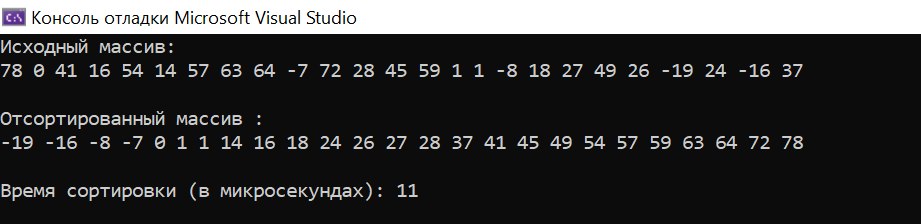 Консоль отладки Microsoft Visual Studio
Исходный массив:
78 0 41 16 54 14 57 63 64 -7 72 28 45 59 1 1 -8 18 27 49 26 -19 24 -16 37
Отсортированный массив :
-19 -16 -8 -7 0 1 1 14 16 18 24 26 27 28 37 41 45 49 54 57 59 63 64 72 78
Время сортировки (в микросекундах): 11